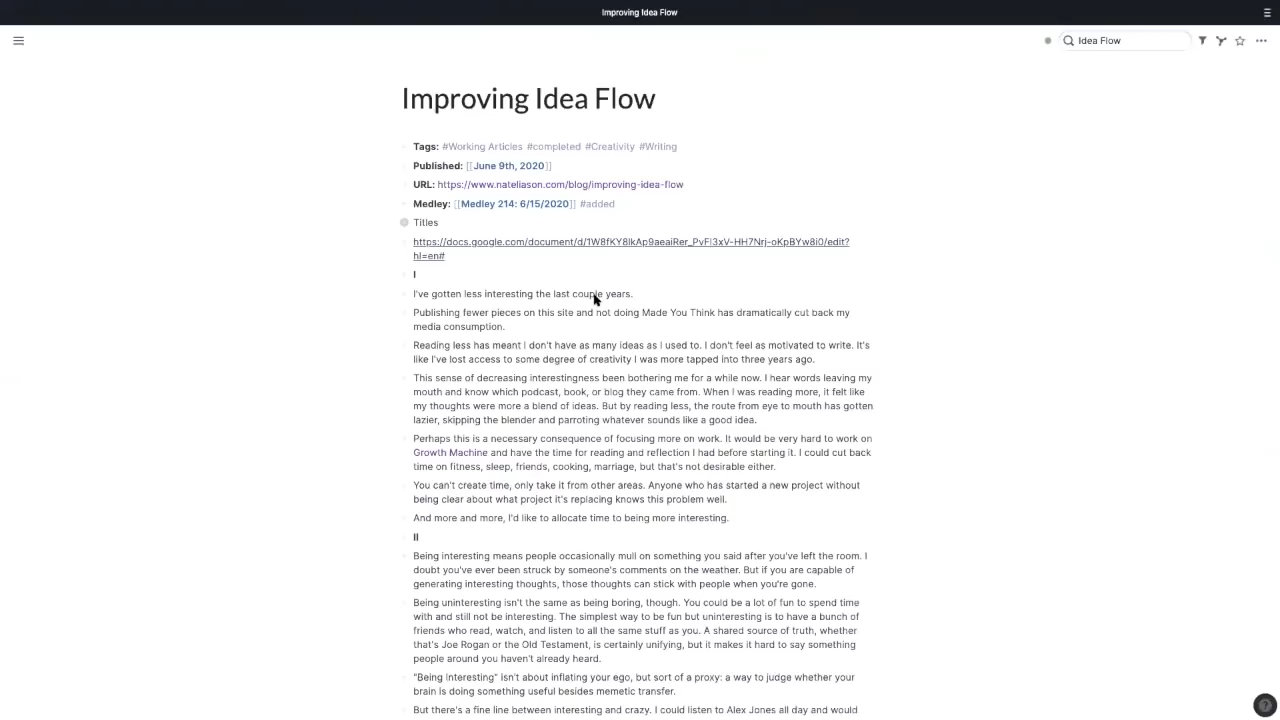 Improving Idea Flow
Idea Flow
Improving Idea Flow
Tags: #Working Articles #completed #Creativity #Writing
Published: [[June 9th, 2020]]
URL: https://www.nateliason.com/blog/improving-idea-flow
Medley: [[Medley 214: 6/15/2020]] #added
Titles
https://docs.google.com/document/d/1W8fKY8lkAp9aeaiRer_PvFl3xV-HH7Nrj-oKpBYw8i0/edit?
hl=en#
I
I've gotten less interesting the last couple years.
Publishing fewer pieces on this site and not doing Made You Think has dramatically cut back my
media consumption.
Reading less has meant I don't have as many ideas as I used to. I don't feel as motivated to write. It's
like I've lost access to some degree of creativity I was more tapped into three years ago.
This sense of decreasing interestingness been bothering me for a while now. I hear words leaving my
mouth and know which podcast, book, or blog they came from. When I was reading more, it felt like
my thoughts were more a blend of ideas. But by reading less, the route from eye to mouth has gotten
lazier, skipping the blender and parroting whatever sounds like a good idea.
Perhaps this is a necessary consequence of focusing more on work. It would be very hard to work on
Growth Machine and have the time for reading and reflection I had before starting it. I could cut back
time on fitness, sleep, friends, cooking, marriage, but that's not desirable either.
You can't create time, only take it from other areas. Anyone who has started a new project without
being clear about what project it's replacing knows this problem well.
And more and more, I'd like to allocate time to being more interesting.
II
Being interesting means people occasionally mull on something you said after you've left the room. I
doubt you've ever been struck by someone's comments on the weather. But if you are capable of
generating interesting thoughts, those thoughts can stick with people when you're gone.
Being uninteresting isn't the same as being boring, though. You could be a lot of fun to spend time
with and still not be interesting. The simplest way to be fun but uninteresting is to have a bunch of
friends who read, watch, and listen to all the same stuff as you. A shared source of truth, whether
that's Joe Rogan or the Old Testament, is certainly unifying, but it makes it hard to say something
people around you haven't already heard.
"Being Interesting" isn't about inflating your ego, but sort of a proxy: a way to judge whether your
brain is doing something useful besides memetic transfer.
But there's a fine line between interesting and crazy. I could listen to Alex Jones all day and would